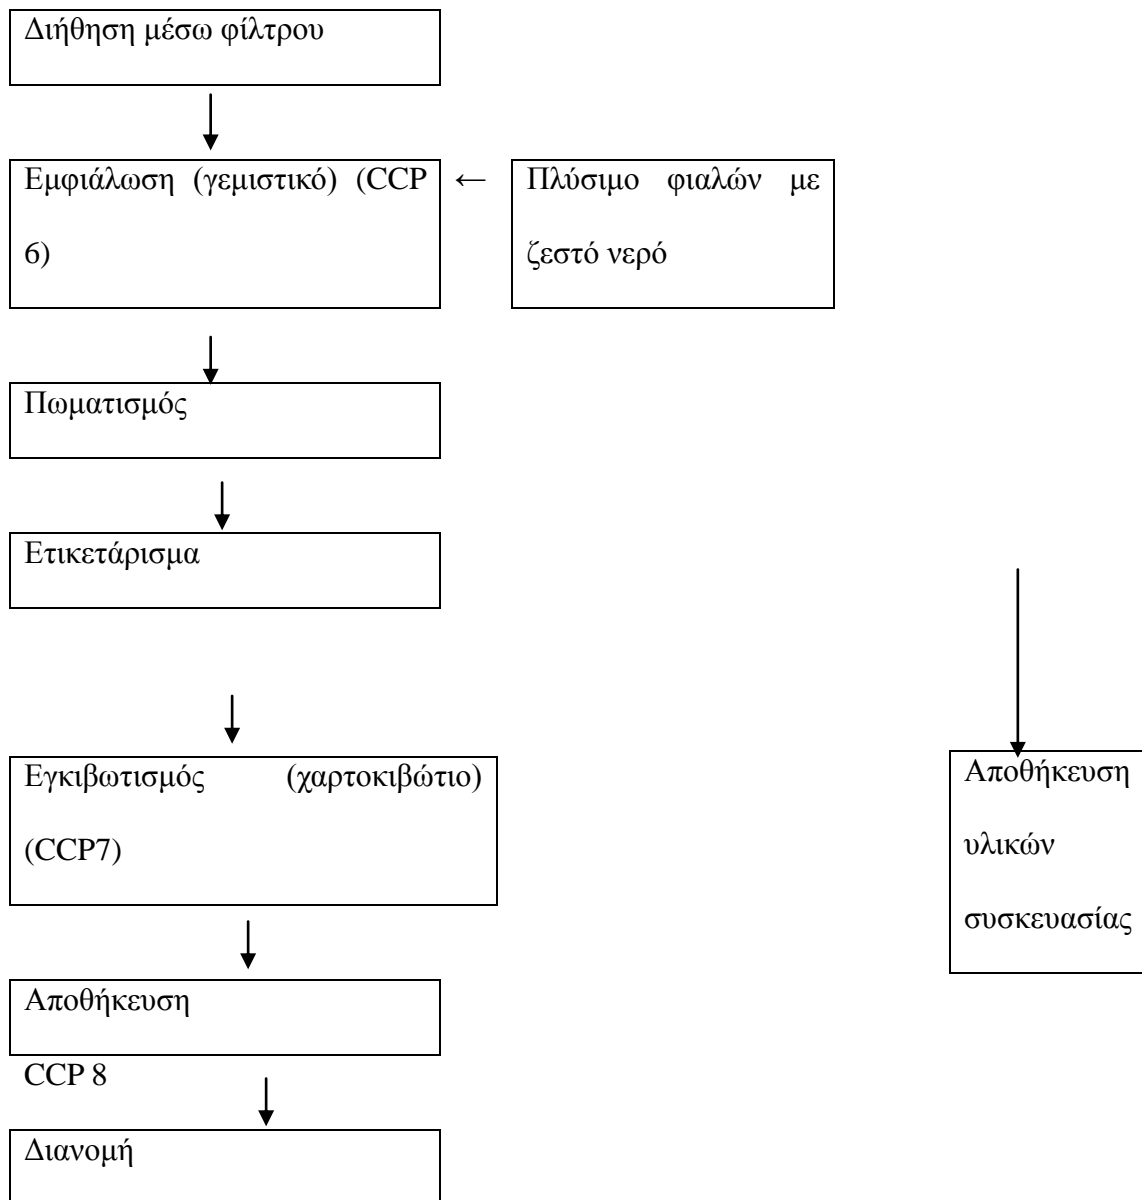 Διήθηση μέσω φίλτρου
Εμφιάλωση (γεμιστικό) (CCP
6)
←
Πλύσιμο φιαλών με
ζεστό νερό
Πωματισμός
Ετικετάρισμα
Εγκιβωτισμός (χαρτοκιβώτιο)
(CCP7)
Αποθήκευση
υλικών
συσκευασίας
Αποθήκευση
CCP 8
Διανομή